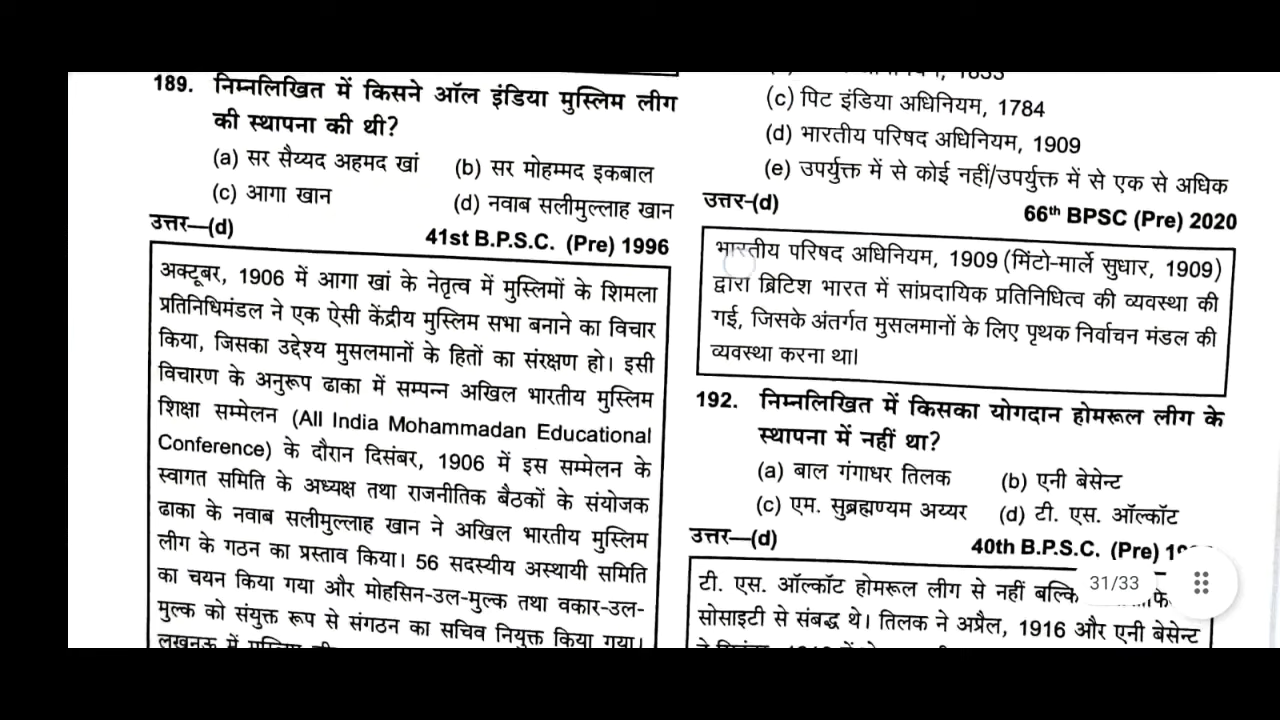 189. निम्नलिखित में किसने ऑल इंडिया मुस्लिम लीग
की स्थापना की थी?
(a) सर सैय्यद अहमद खां (b) सर मोहम्मद इकबाल
(c) आगा खान (d) नवाब सलीमुल्लाह खान
उत्तर—(d) 41st B.P.S.C. (Pre) 1996
अक्टूबर, 1906 में आगा खां के नेतृत्व में मुस्लिमों के शिमला
प्रतिनिधिमंडल ने एक ऐसी केंद्रीय मुस्लिम सभा बनाने का विचार
किया, जिसका उद्देश्य मुसलमानों के हितों का संरक्षण हो। इसी
विचारण के अनुरूप ढाका में सम्पन्न अखिल भारतीय मुस्लिम
शिक्षा सम्मेलन (All India Mohammadan Educational
Conference) के दौरान दिसंबर, 1906 में इस सम्मेलन के
स्वागत समिति के अध्यक्ष तथा राजनीतिक बैठकों के संयोजक
ढाका के नवाब सलीमुल्लाह खान ने अखिल भारतीय मुस्लिम
लीग के गठन का प्रस्ताव किया। 56 सदस्यीय अस्थायी समिति
का चयन किया गया और मोहसिन-उल-मुल्क तथा वकार-उल-
मुल्क को संयुक्त रूप से संगठन का सचिव नियुक्त किया गया।
लखनऊ में
(c) पिट इंडिया अधिनियम, 1784
(d) भारतीय परिषद अधिनियम, 1909
(e) उपर्युक्त में से कोई नहीं/उपर्युक्त में से एक से अधिक
उत्तर-(d) 66th BPSC (Pre) 2020
भारतीय परिषद अधिनियम, 1909 (मिंटो-मार्ले सुधार, 1909)
द्वारा ब्रिटिश भारत में सांप्रदायिक प्रतिनिधित्व की व्यवस्था की
गई, जिसके अंतर्गत मुसलमानों के लिए पृथक निर्वाचन मंडल की
व्यवस्था करना था।
192. निम्नलिखित में किसका योगदान होमरूल लीग के
स्थापना में नहीं था?
(a) बाल गंगाधर तिलक (b) एनी बेसेन्ट
(c) एम. सुब्रह्मण्यम अय्यर (d) टी. एस. ऑल्कॉट
उत्तर—(d) 40th B.P.S.C. (Pre)
टी. एस. ऑल्कॉट होमरूल लीग से नहीं बल्कि
सोसाइटी से संबद्ध थे। तिलक ने अप्रैल, 1916 और एनी बेसेन्ट
31/33